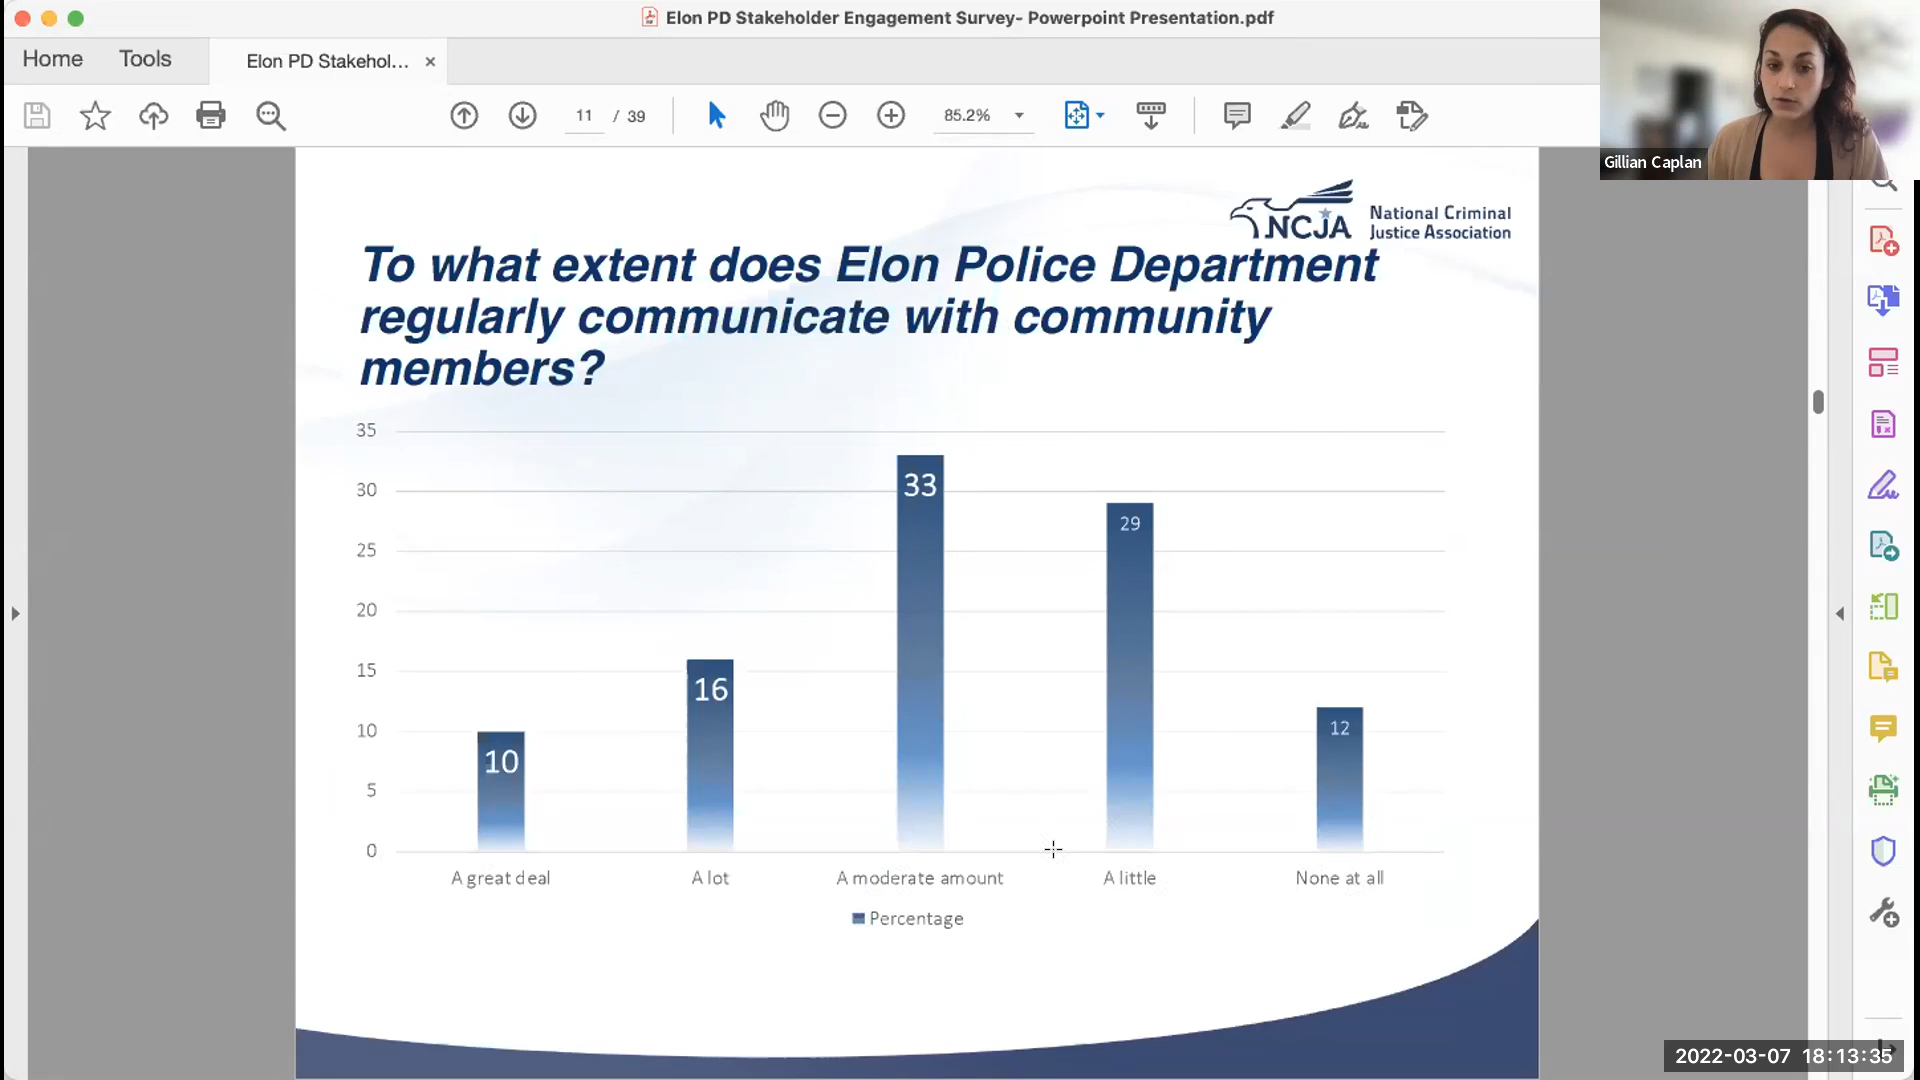 Elon PD Stakeholder Engagement Survey- Powerpoint Presentation.pdf
Home
Tools
Elon PD Stakehol... ×
11 / 39
85.2%
Gillian Caplan
NCJA
National Criminal
Justice Association
To what extent does Elon Police Department
regularly communicate with community
members?
35
30
25
20
15
10
5
0
10
16
33
29
12
A great deal
A lot
A moderate amount
A little
None at all
Percentage
2022-03-07 18:13:35